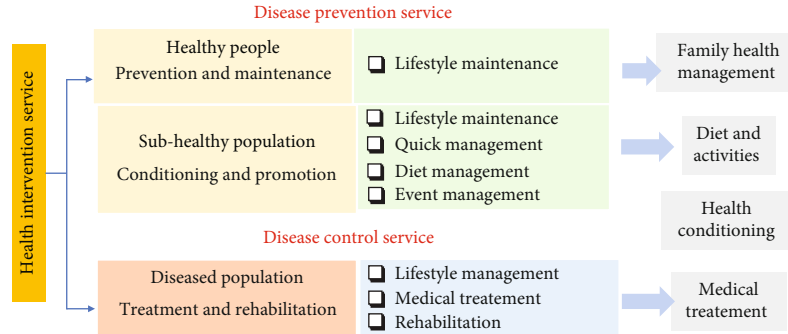 Disease prevention service
Health intervention service
Healthy people
Prevention and maintenance
Lifestyle maintenance
Family health
management
Sub-healthy population
Conditioning and promotion
Lifestyle maintenance
Quick management
Diet management
Event management
Diet and
activities
Health
conditioning
Disease control service
Diseased population
Treatment and rehabilitation
Lifestyle management
Medical treatement
Rehabilitation
Medical
treatement